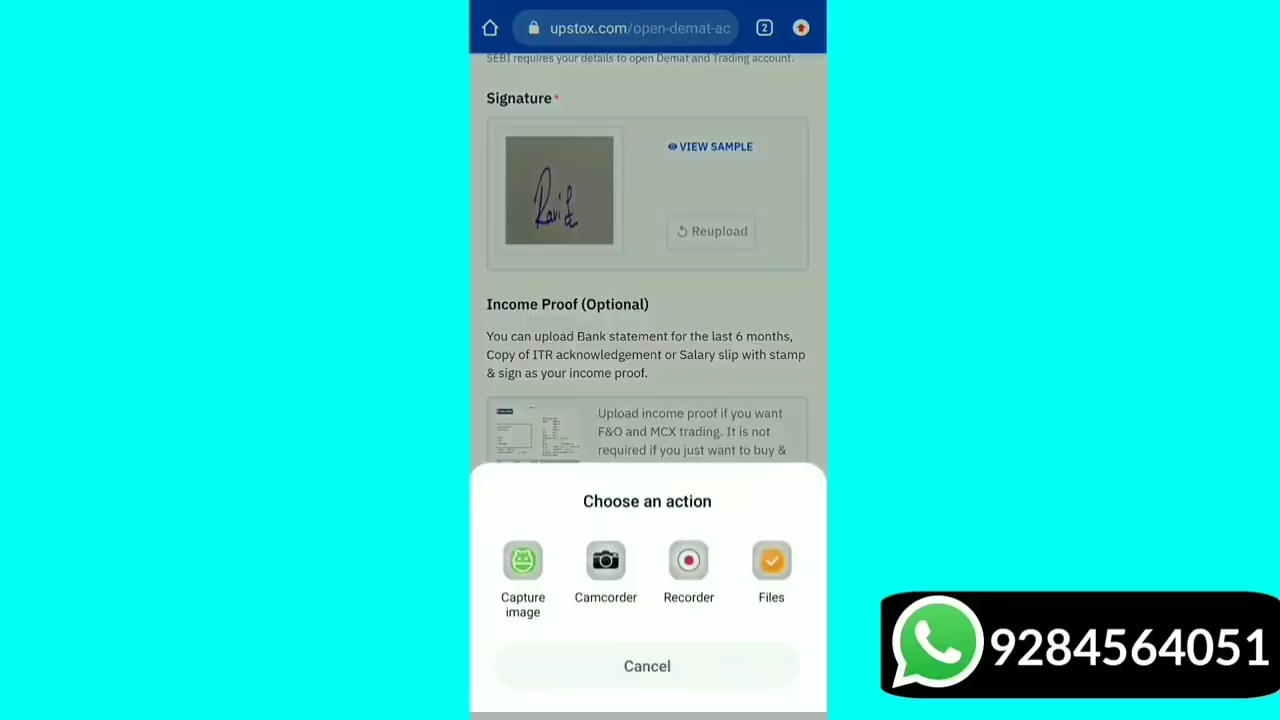 upstox.com/open-demat-ac
2
SEBI requires your details to open Demat and Trading account.
Signature*
VIEW SAMPLE
Reupload
Income Proof (Optional)
You can upload Bank statement for the last 6 months,
Copy of ITR acknowledgement or Salary slip with stamp
& sign as your income proof.
Upload income proof if you want
F&O and MCX trading. It is not
required if you just want to buy &
Choose an action
Capture image
Camcorder
Recorder
Files
Cancel
9284564051